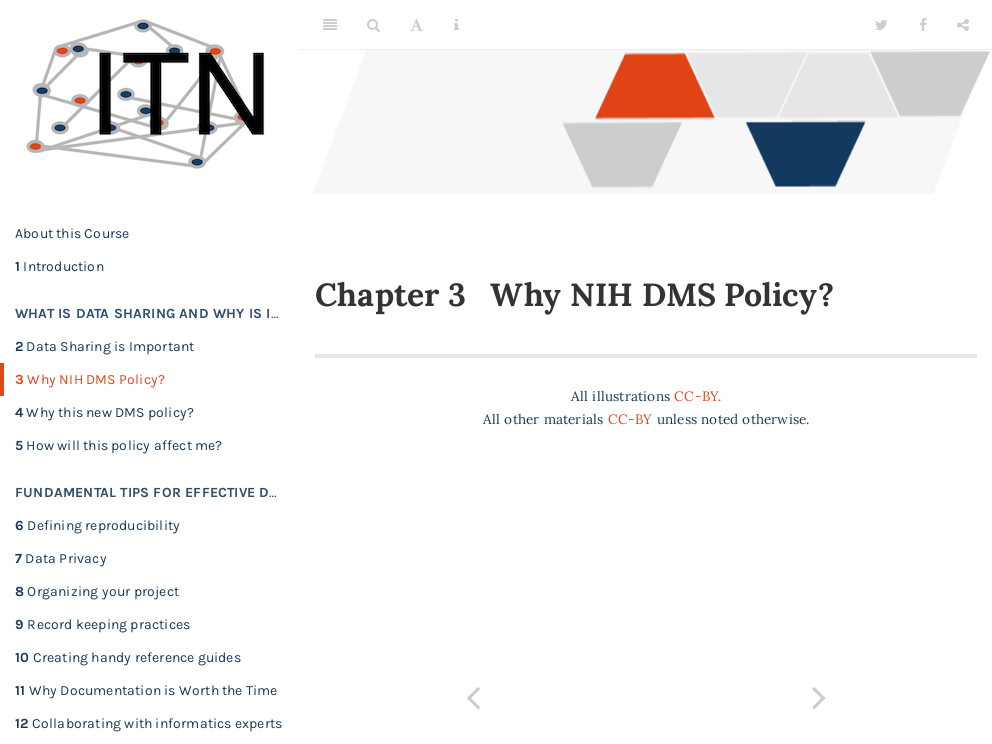 ITN
About this Course
1 Introduction
WHAT IS DATA SHARING AND WHY IS I…
2 Data Sharing is Important
3 Why NIH DMS Policy?
4 Why this new DMS policy?
5 How will this policy affect me?
FUNDAMENTAL TIPS FOR EFFECTIVE D…
6 Defining reproducibility
7 Data Privacy
8 Organizing your project
9 Record keeping practices
10 Creating handy reference guides
11 Why Documentation is Worth the Time
12 Collaborating with informatics experts
A
Chapter 3 Why NIH DMS Policy?
All illustrations CC-BY.
All other materials CC-BY unless noted otherwise.